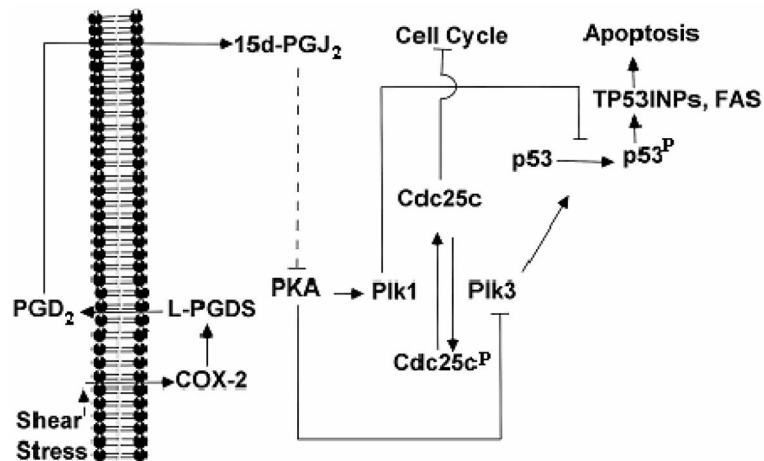 15d-PGJ2
Cell Cycle
Apoptosis
TP53INPs, FAS
p53
p53P
Cdc25c
PKA
Plk1
Plk3
PGD2
L-PGDS
Cdc25cP
COX-2
Shear
Stress